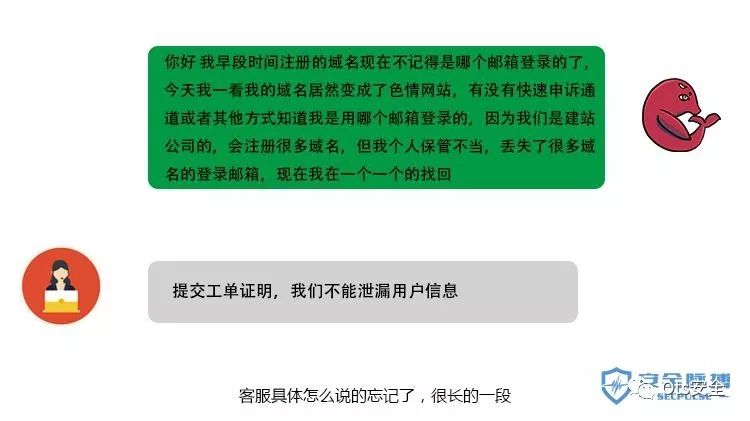 你好 我早段时间注册的域名现在不记得是哪个邮箱登录的了，
今天我一看我的域名居然变成了色情网站，有没有快速申诉通
道或者其他方式知道我是用哪个邮箱登录的，因为我们是建站
公司的，会注册很多域名，但我个人保管不当，丢失了很多域
名的登录邮箱，现在我在一个一个的找回
提交工单证明，我们不能泄漏用户信息
客服具体怎么说的忘记了，很长的一段
安全脉搏
SECPULSE
Qfs安全